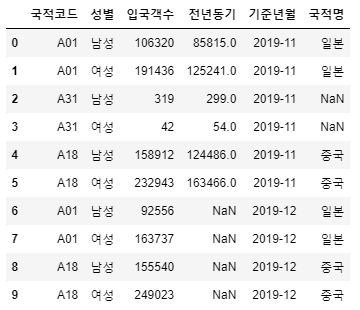 국적코드 성별 입국객수 전년동기 기준년월 국적명
0 A01 남성 106320 85815.0 2019-11 일본
1 A01 여성 191436 125241.0 2019-11 일본
2 A31 남성 319 299.0 2019-11 NaN
3 A31 여성 42 54.0 2019-11 NaN
4 A18 남성 158912 124486.0 2019-11 중국
5 A18 여성 232943 163466.0 2019-11 중국
6 A01 남성 92556 NaN 2019-12 일본
7 A01 여성 163737 NaN 2019-12 일본
8 A18 남성 155540 NaN 2019-12 중국
9 A18 여성 249023 NaN 2019-12 중국